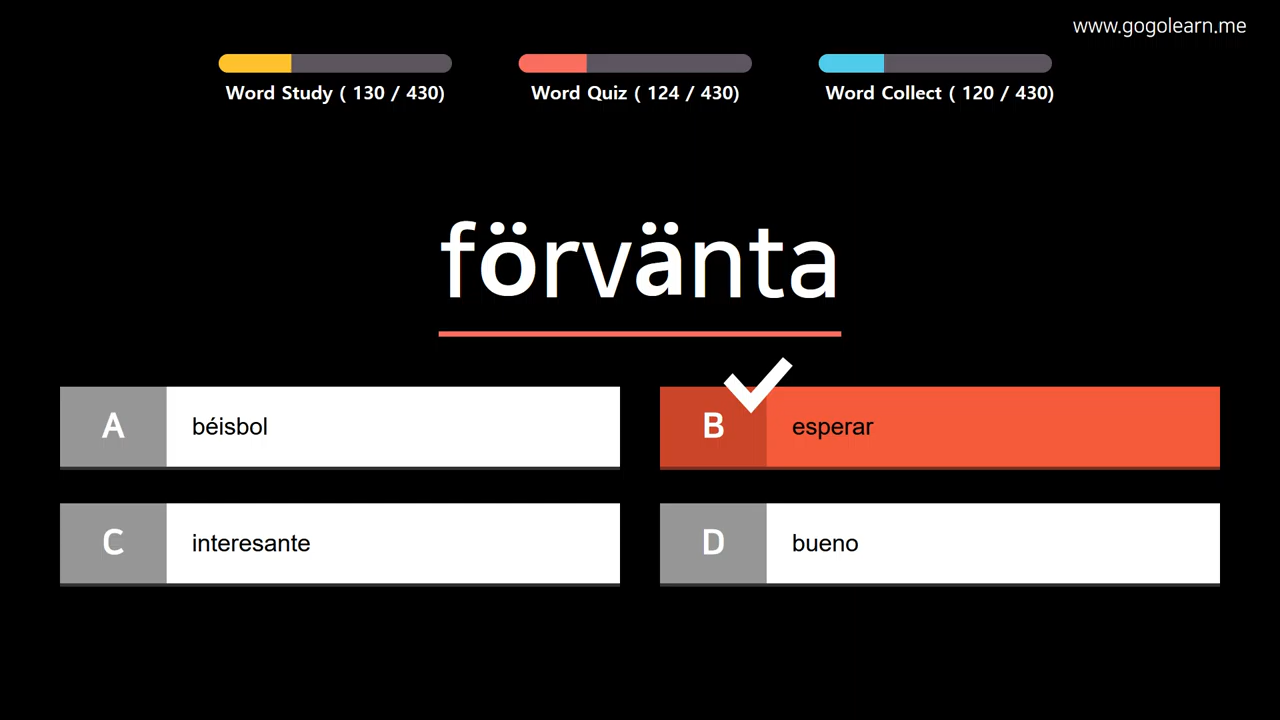 www.gogolearn.me
Word Study ( 130 / 430)
Word Quiz ( 124 / 430)
Word Collect ( 120 / 430)
förvänta
A béisbol
B esperar
C interesante
D bueno